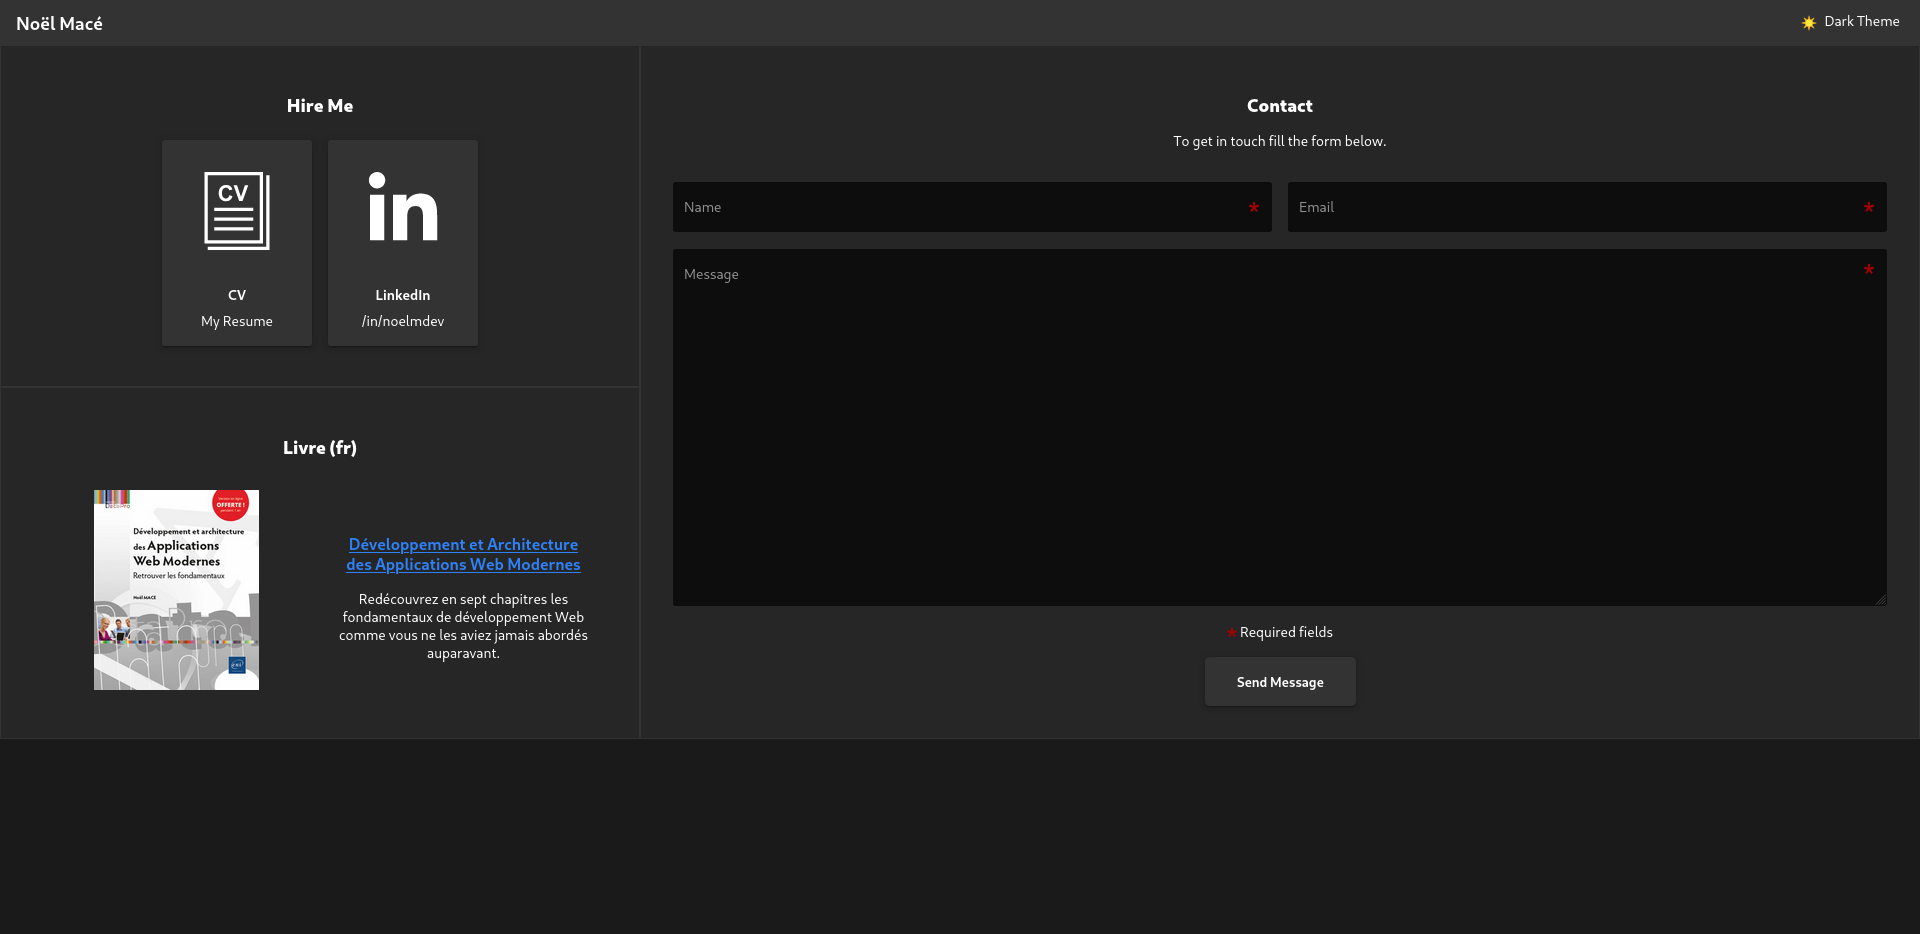 Noël Macé
Dark Theme
Hire Me
CV
CV
My Resume
in
LinkedIn
/in/noelmdev
Livre (fr)
OFFERTE !
Développement et architecture
des Applications
Web Modernes
Retrouver les fondamentaux
Noël MACE
Développement et Architecture
des Applications Web Modernes
Redécouvrez en sept chapitres les
fondamentaux de développement Web
comme vous ne les aviez jamais abordés
auparavant.
Contact
To get in touch fill the form below.
Name *
Email *
Message *
* Required fields
Send Message